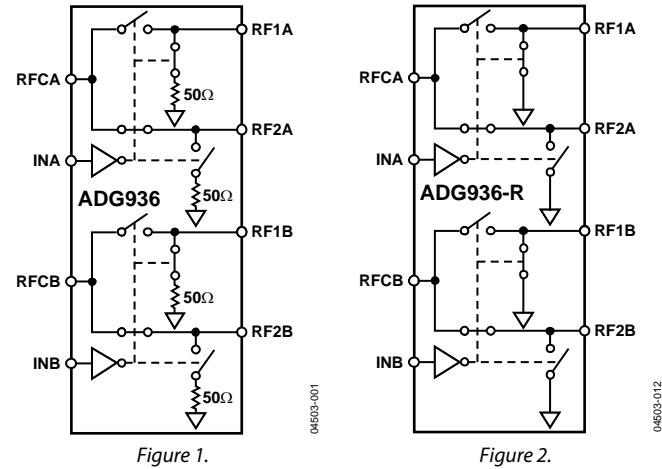 RF1A
RFCA
50Ω
RF2A
INA
50Ω
ADG936
RF1B
RFCB
50Ω
RF2B
INB
50Ω
04503-001
Figure 1.
RF1A
RFCA
RF2A
INA
ADG936-R
RF1B
RFCB
RF2B
INB
04503-012
Figure 2.